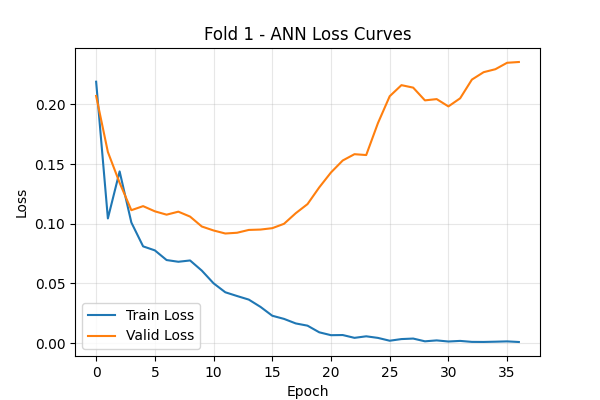 Fold 1 - ANN Loss Curves
0.20
0.15
0.10
0.05
0.00
Loss
Train Loss
Valid Loss
0 5 10 15 20 25 30 35
Epoch